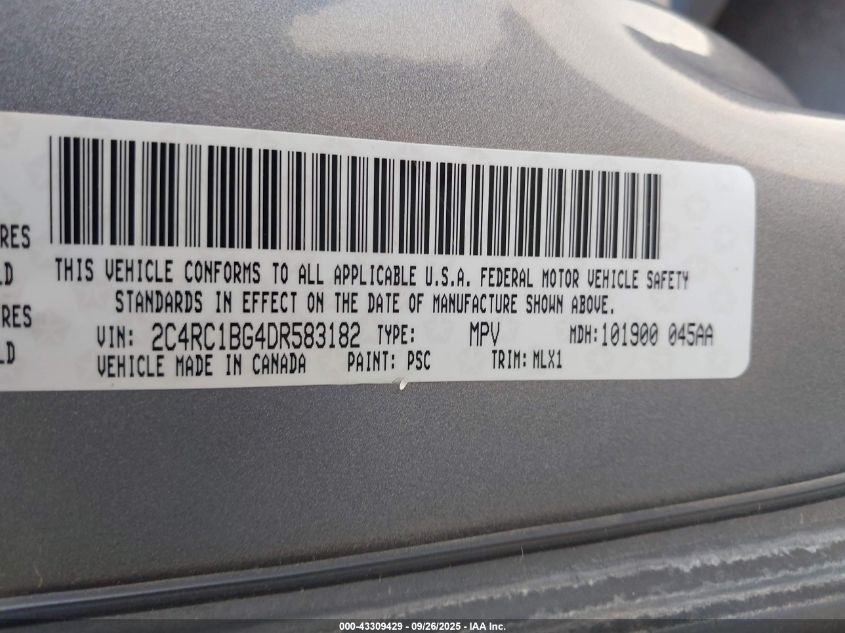 RES
LD
RES
LD
THIS VEHICLE CONFORMS TO ALL APPLICABLE U.S.A. FEDERAL MOTOR VEHICLE SAFETY
STANDARDS IN EFFECT ON THE DATE OF MANUFACTURE SHOWN ABOVE.
VIN: 2C4RC1BG4DR583182 TYPE: MPV MDH:101900 045AA
VEHICLE MADE IN CANADA PAINT: PSC TRIM: MLX1
000-43309429 - 09/26/2025 - IAA Inc.